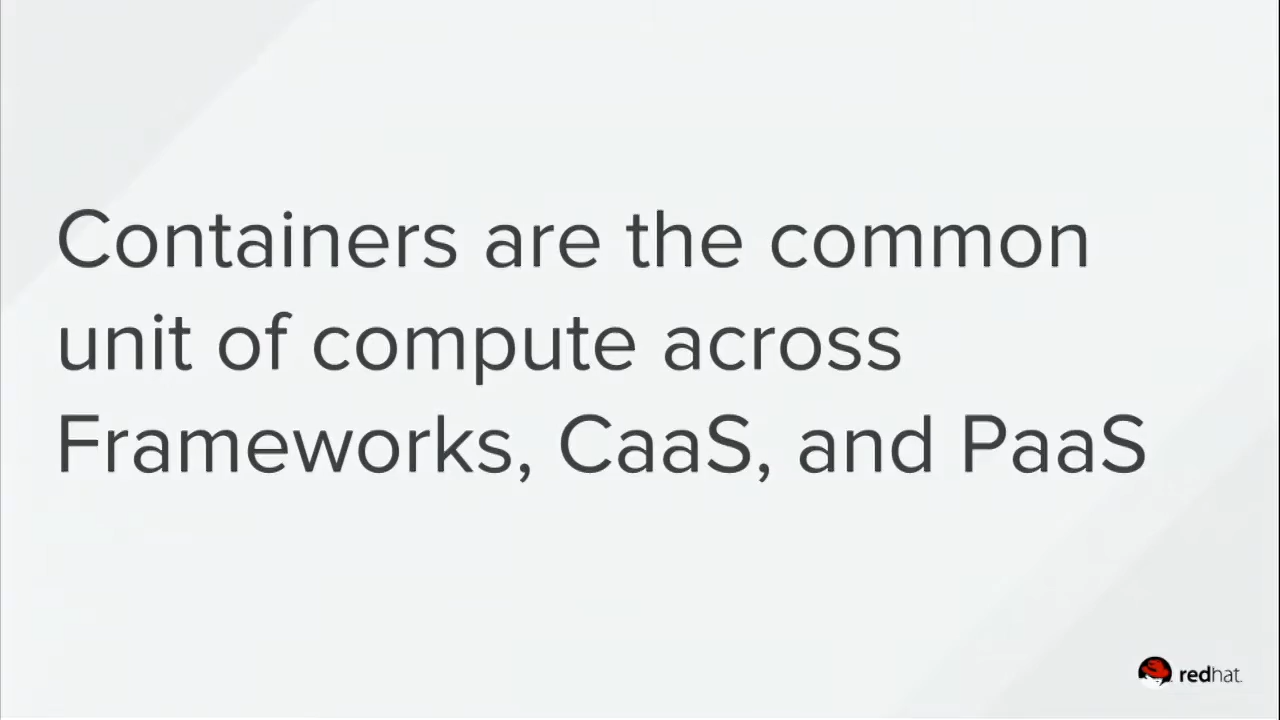 Containers are the common
unit of compute across
Frameworks, CaaS, and PaaS
redhat.